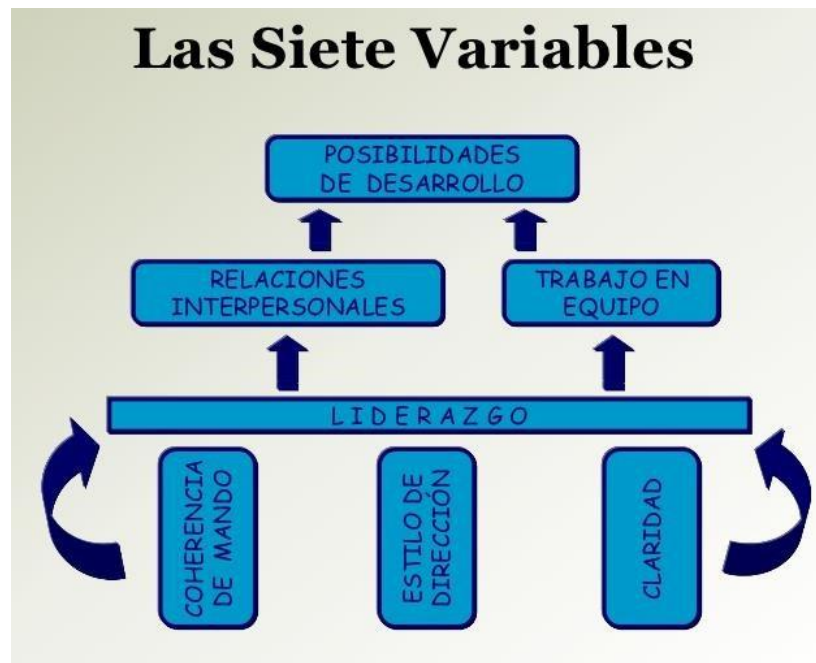 Las Siete Variables
POSIBILIDADES
DE DESARROLLO
RELACIONES
INTERPERSONALES
TRABAJO EN
EQUIPO
LIDERAZGO
COHERENCIA
DE MANDO
ESTILO DE
DIRECCIÓN
CLARIDAD